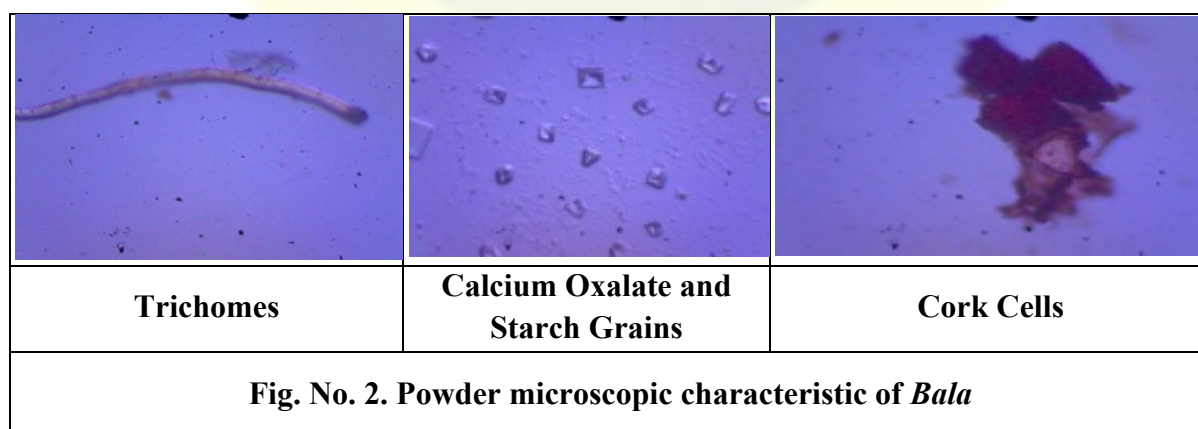 Trichomes
Calcium Oxalate and
Starch Grains
Cork Cells
Fig. No. 2. Powder microscopic characteristic of Bala